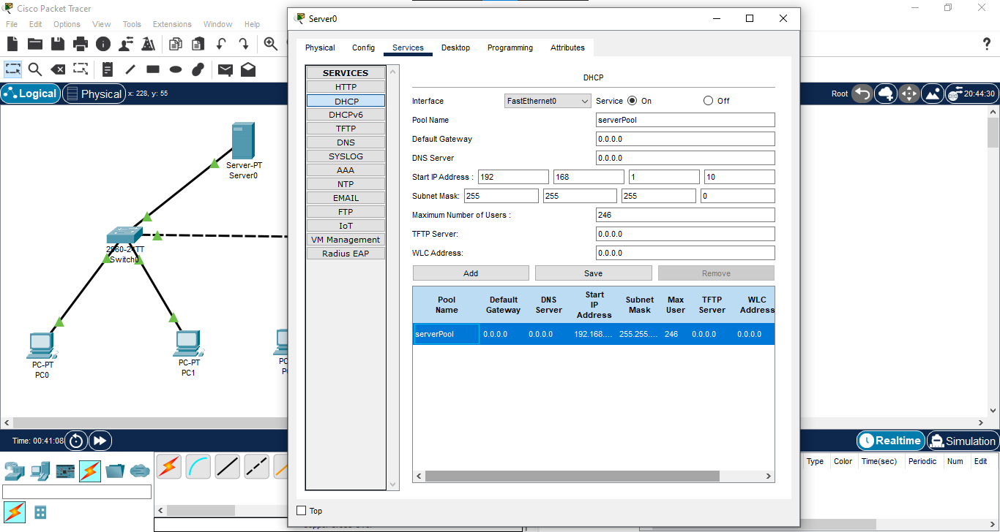 Cisco Packet Tracer
File Edit Options View Tools Extensions Window Help
Logical Physical x: 228, y: 55
Root 20:44:30
Server-PT
Server0
2960-24TT
Switch0
PC-PT
PC0
PC-PT
PC1
Time: 00:41:08
Realtime Simulation
Type Color Time(sec) Periodic Num Edit
Server0
Physical Config Services Desktop Programming Attributes
SERVICES
HTTP
DHCP
DHCPv6
TFTP
DNS
SYSLOG
AAA
NTP
EMAIL
FTP
IoT
VM Management
Radius EAP
DHCP
Interface FastEthernet0 Service On Off
Pool Name serverPool
Default Gateway 0.0.0.0
DNS Server 0.0.0.0
Start IP Address : 192 168 1 10
Subnet Mask: 255 255 255 0
Maximum Number of Users : 246
TFTP Server: 0.0.0.0
WLC Address: 0.0.0.0
Add Save Remove
Pool Name Default Gateway DNS Server Start IP Address Subnet Mask Max User TFTP Server WLC Address
serverPool 0.0.0.0 0.0.0.0 192.168.... 255.255.... 246 0.0.0.0 0.0.0.0
Top